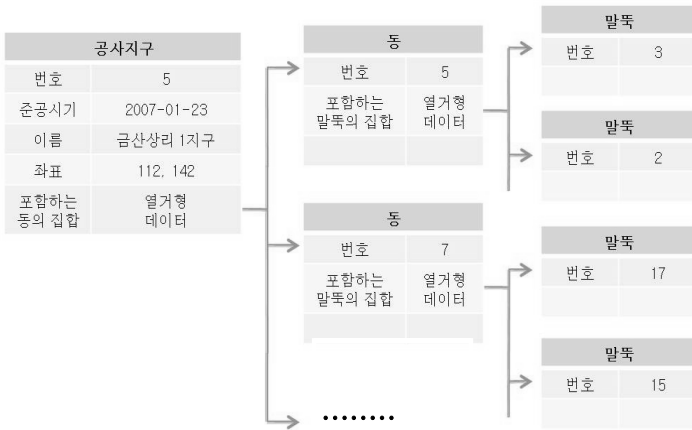 공사지구
번호 5
준공시기 2007-01-23
이름 금산상리 1지구
좌표 112, 142
포함하는 열거형
동의 집합 데이터
동
번호 5
포함하는 열거형
말뚝의 집합 데이터
동
번호 7
포함하는 열거형
말뚝의 집합 데이터
........
말뚝
번호 3
말뚝
번호 2
말뚝
번호 17
말뚝
번호 15